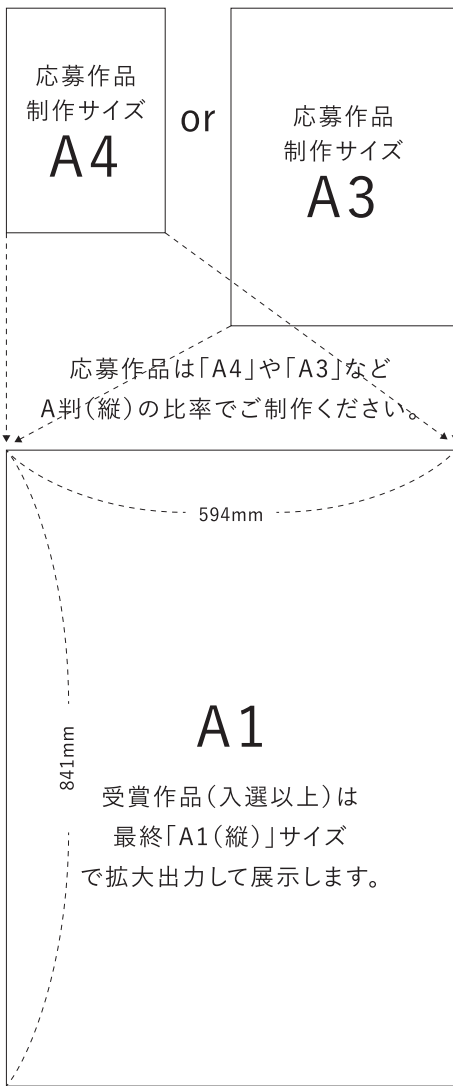 応募作品
制作サイズ
A4
or
応募作品
制作サイズ
A3
応募作品は「A4」や「A3」など
A判(縦)の比率でご制作ください。
594mm
841mm
A1
受賞作品(入選以上)は
最終「A1(縦)」サイズ
で拡大出力して展示します。